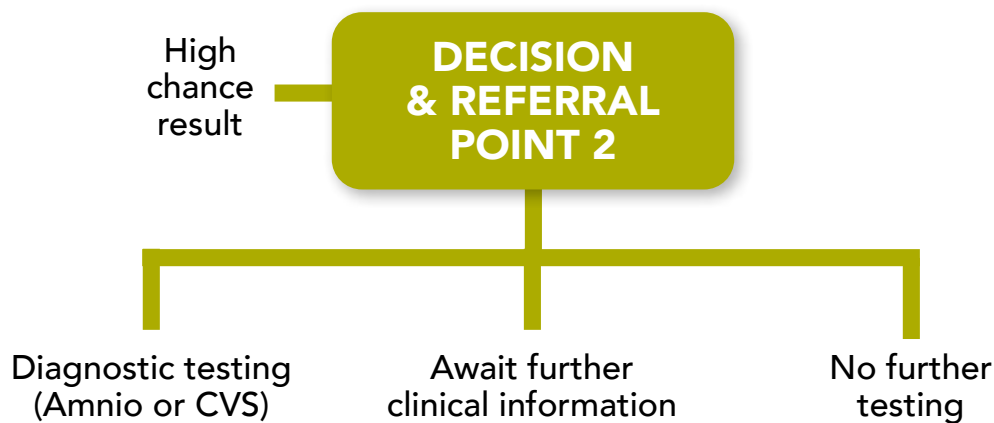 High
chance
result
DECISION
& REFERRAL
POINT 2
Diagnostic testing
(Amnio or CVS)
Await further
clinical information
No further
testing